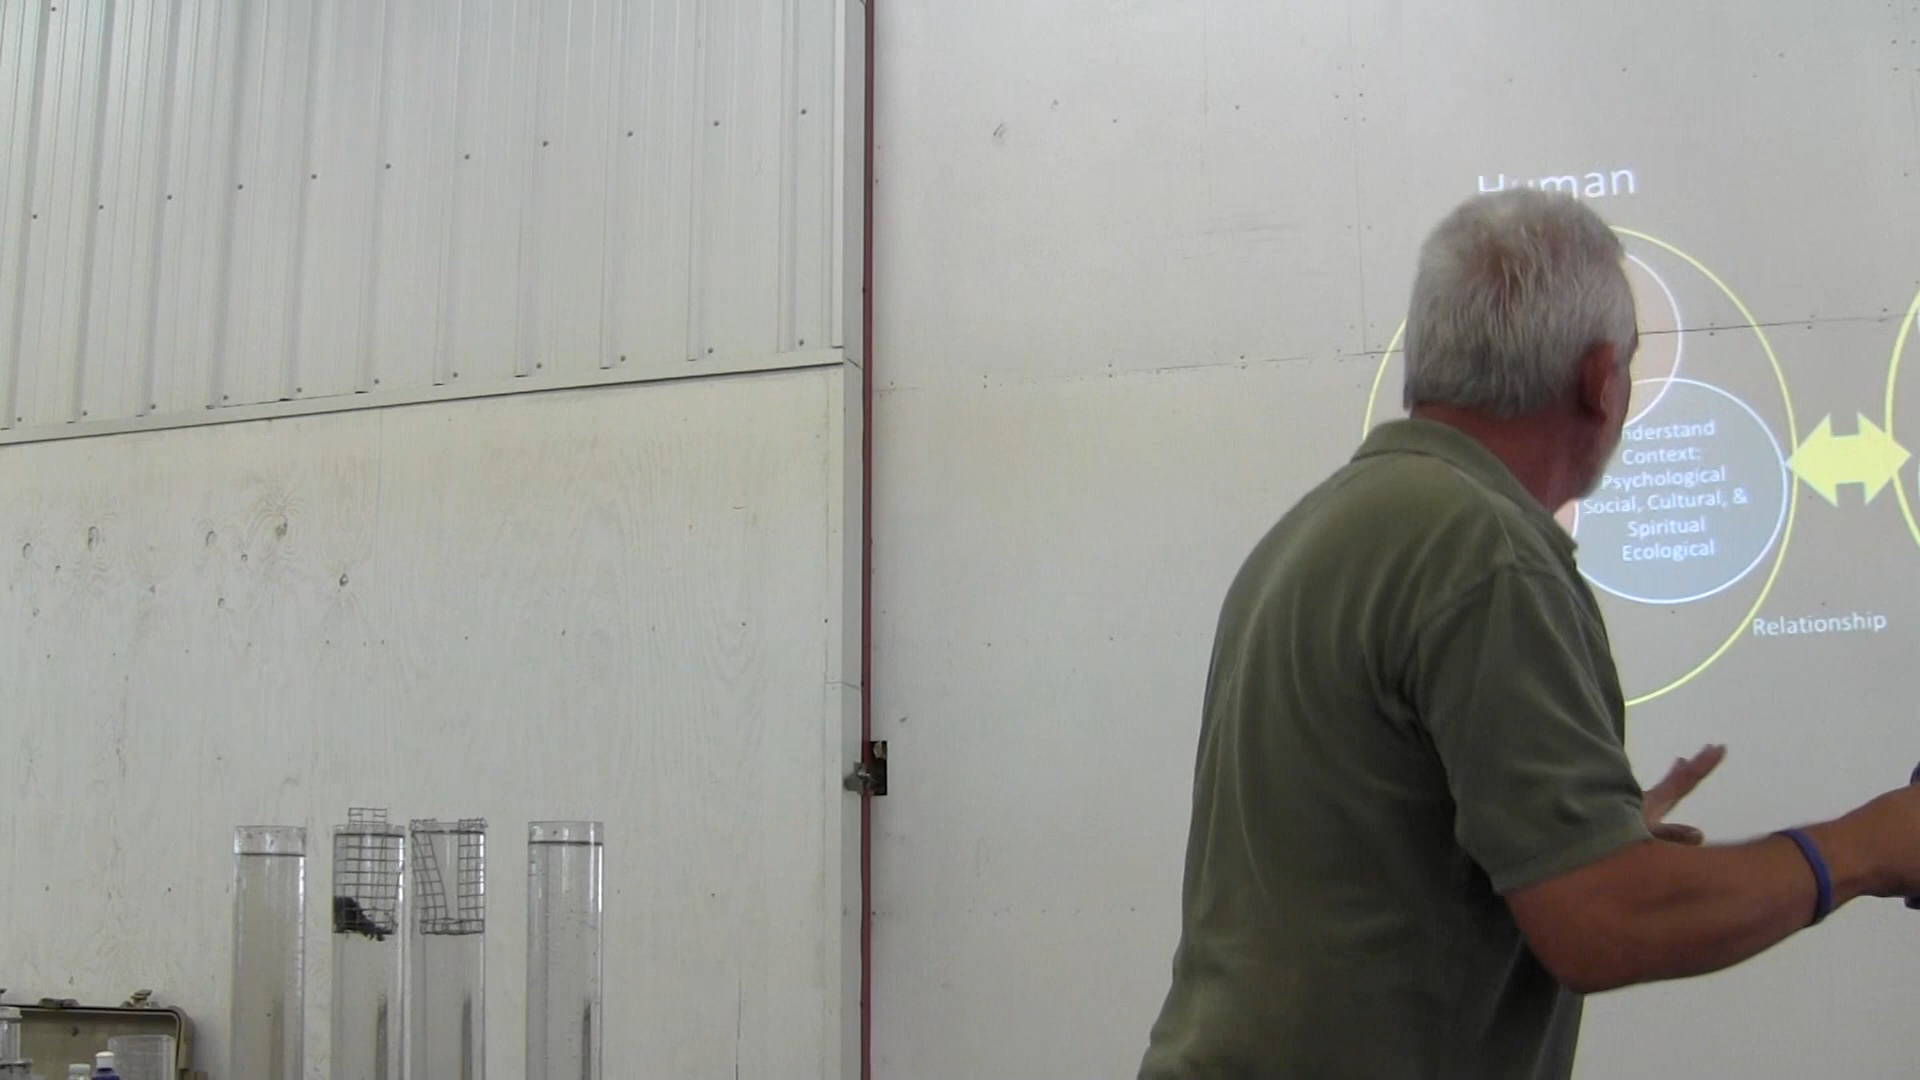 Human
nderstand
Context:
Psychological
Social, Cultural, &
Spiritual
Ecological
Relationship